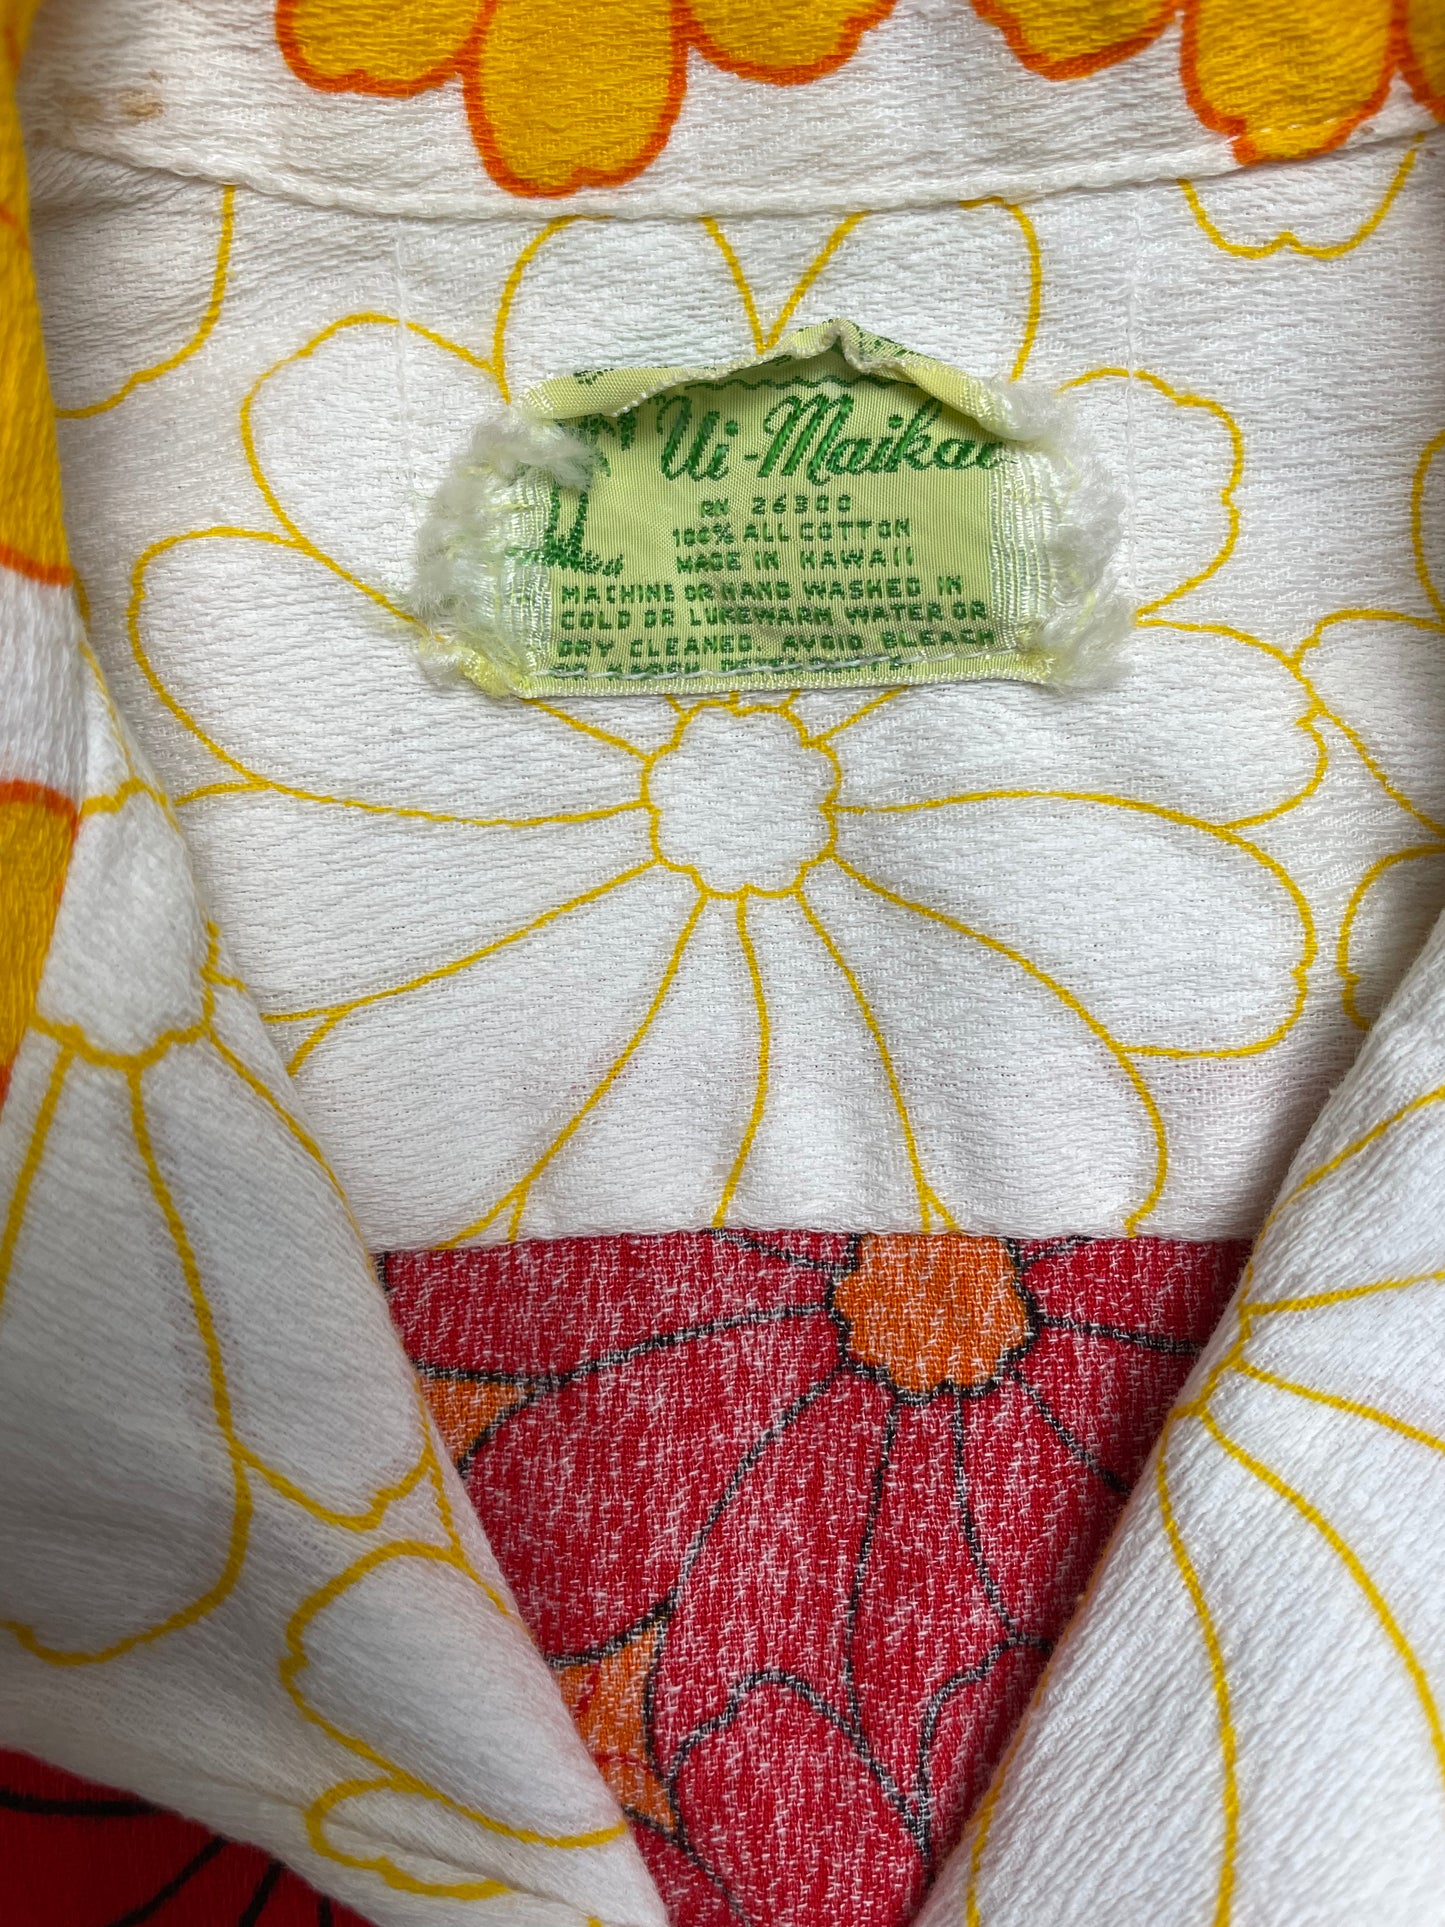 Ui-Maikai
RN 26300
100% ALL COTTON
MADE IN HAWAII
MACHINE OR HAND WASHED IN
COLD OR LUKEWARM WATER OR
DRY CLEANED. AVOID BLEACH